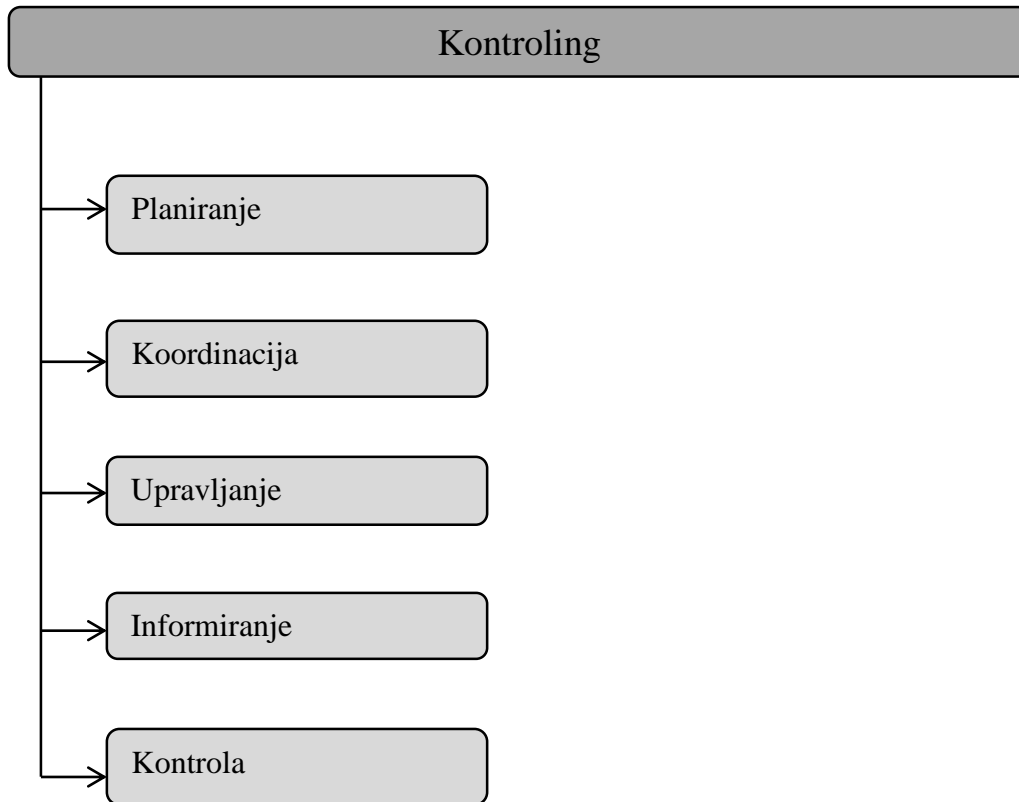 Kontroling
Planiranje
Koordinacija
Upravljanje
Informiranje
Kontrola